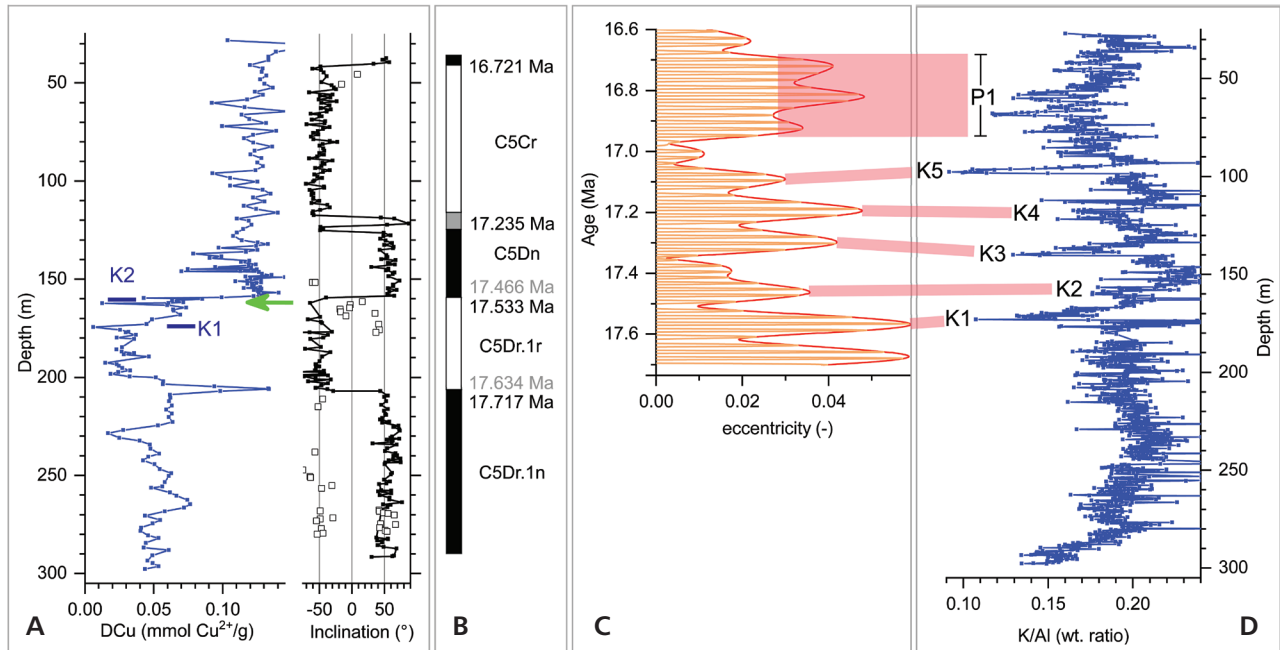 50
100
150
200
250
300
Depth (m)
K2
K1
0.00
0.05
0.10
DCu (mmol Cu²⁺/g)
-50
0
50
Inclination (°)
A
16.721 Ma
C5Cr
17.235 Ma
C5Dn
17.466 Ma
17.533 Ma
C5Dr.1r
17.634 Ma
17.717 Ma
C5Dr.1n
B
16.6
16.8
17.0
17.2
17.4
17.6
Age (Ma)
0.00
0.02
0.04
eccentricity (-)
C
P1
K5
K4
K3
K2
K1
50
100
150
200
250
300
Depth (m)
0.10
0.15
0.20
K/Al (wt. ratio)
D